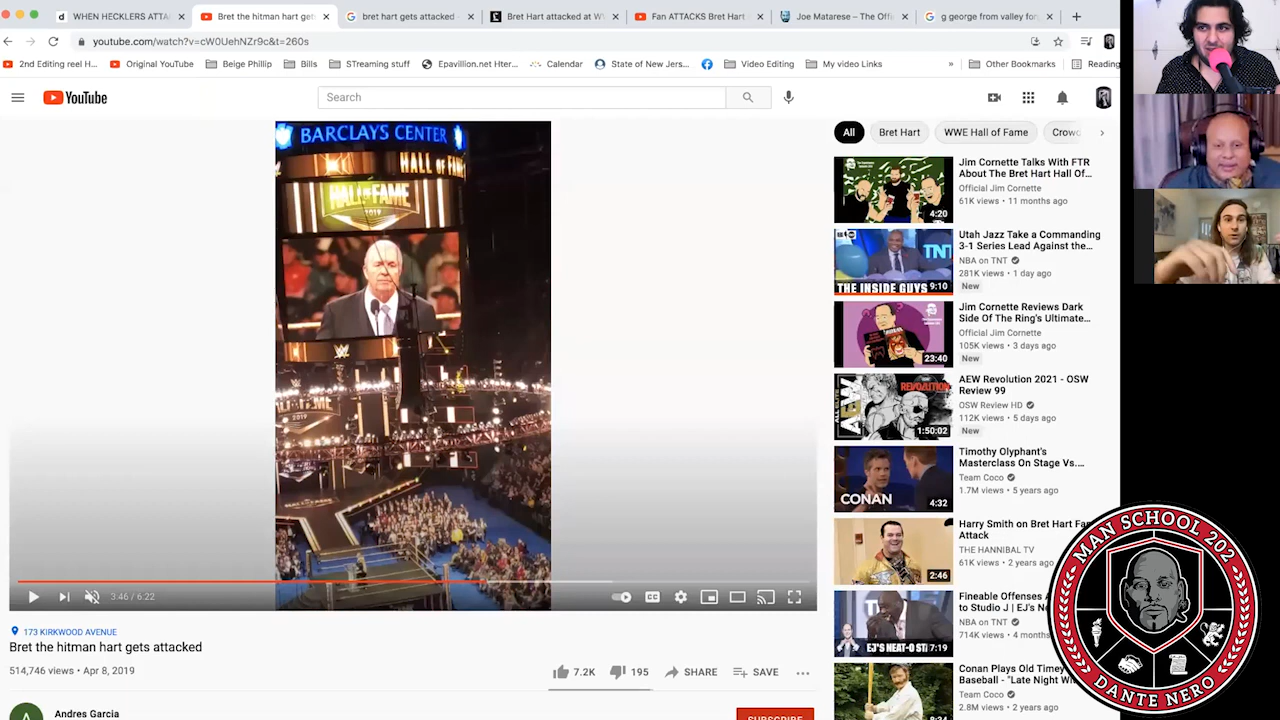 WHEN HECKLERS ATTA
Bret the hitman hart gets
bret hart gets attacked -
Bret Hart attacked at W
Fan ATTACKS Bret Hart
Joe Matarese – The Offi
g george from valley forg
youtube.com/watch?v=cW0UehNZr9c&t=260s
2nd Editing reel H...
Original YouTube
Beige Phillip
Bills
STreaming stuff
Epavillion.net Hter...
Calendar
State of New Jers...
Video Editing
My video Links
»
Other Bookmarks
Reading
YouTube
Search
All
Bret Hart
WWE Hall of Fame
Crowd
BARCLAYS CENTER
HALL OF FAM
HALL OF FAME
2019
Jim Cornette Talks With FTR
About The Bret Hart Hall Of...
Official Jim Cornette
61K views • 11 months ago
4:20
Utah Jazz Take a Commanding
3-1 Series Lead Against the...
NBA on TNT
281K views • 1 day ago
New
TNT
THE INSIDE GUYS
9:10
Jim Cornette Reviews Dark
Side Of The Ring's Ultimate...
Official Jim Cornette
105K views • 3 days ago
New
23:40
AEW Revolution 2021 - OSW
Review 99
OSW Review HD
112K views • 5 days ago
New
AEW
REVOLUTION
1:50:02
Timothy Olyphant's
Masterclass On Stage Vs....
Team Coco
1.7M views • 5 years ago
CONAN
4:32
Harry Smith on Bret Hart Fan
Attack
THE HANNIBAL TV
61K views • 2 years ago
2:46
Fineable Offenses
to Studio J | EJ's Ne
NBA on TNT
714K views • 4 months
EJ'S NEAT-O ST
7:19
Conan Plays Old Timey
Baseball - "Late Night Wi
Team Coco
2.8M views • 2 years ago
8:34
3:46 / 6:22
173 KIRKWOOD AVENUE
Bret the hitman hart gets attacked
514,746 views • Apr 8, 2019
7.2K
195
SHARE
SAVE
...
A
Andres Garcia
SUBSCRIBE
MAN SCHOOL 202
DANTE NERO